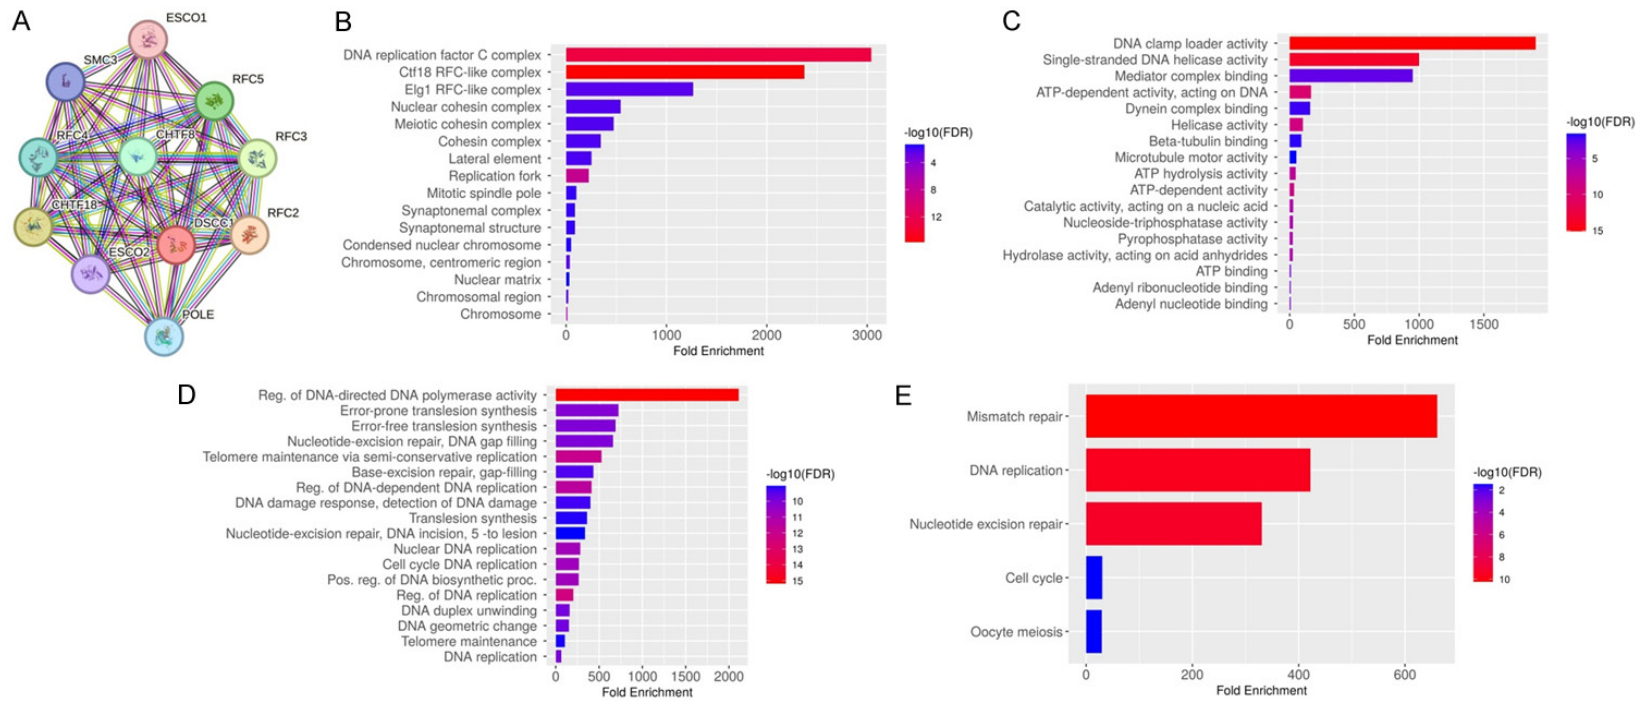 A
ESCO1
SMC3
RFC5
RFC4
CHTF8
RFC3
CHTF18
DSCC1
RFC2
ESCO2
POLE
B
DNA replication factor C complex
Ctf18 RFC-like complex
Elg1 RFC-like complex
Nuclear cohesin complex
Meiotic cohesin complex
Cohesin complex
Lateral element
Replication fork
Mitotic spindle pole
Synaptonemal complex
Synaptonemal structure
Condensed nuclear chromosome
Chromosome, centromeric region
Nuclear matrix
Chromosomal region
Chromosome
0 1000 2000 3000
Fold Enrichment
-log10(FDR)
4
8
12
C
DNA clamp loader activity
Single-stranded DNA helicase activity
Mediator complex binding
ATP-dependent activity, acting on DNA
Dynein complex binding
Helicase activity
Beta-tubulin binding
Microtubule motor activity
ATP hydrolysis activity
ATP-dependent activity
Catalytic activity, acting on a nucleic acid
Nucleoside-triphosphatase activity
Pyrophosphatase activity
Hydrolase activity, acting on acid anhydrides
ATP binding
Adenyl ribonucleotide binding
Adenyl nucleotide binding
0 500 1000 1500
Fold Enrichment
-log10(FDR)
5
10
15
D
Reg. of DNA-directed DNA polymerase activity
Error-prone translesion synthesis
Error-free translesion synthesis
Nucleotide-excision repair, DNA gap filling
Telomere maintenance via semi-conservative replication
Base-excision repair, gap-filling
Reg. of DNA-dependent DNA replication
DNA damage response, detection of DNA damage
Translesion synthesis
Nucleotide-excision repair, DNA incision, 5 -to lesion
Nuclear DNA replication
Cell cycle DNA replication
Pos. reg. of DNA biosynthetic proc.
Reg. of DNA replication
DNA duplex unwinding
DNA geometric change
Telomere maintenance
DNA replication
0 500 1000 1500 2000
Fold Enrichment
-log10(FDR)
10
11
12
13
14
15
E
Mismatch repair
DNA replication
Nucleotide excision repair
Cell cycle
Oocyte meiosis
0 200 400 600
Fold Enrichment
-log10(FDR)
2
4
6
8
10